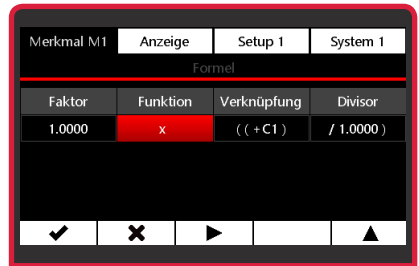 Merkmal M1 Anzeige Setup 1 System 1
Formel
Faktor Funktion Verknüpfung Divisor
1.0000 x ( ( + C1 ) / 1.0000 )